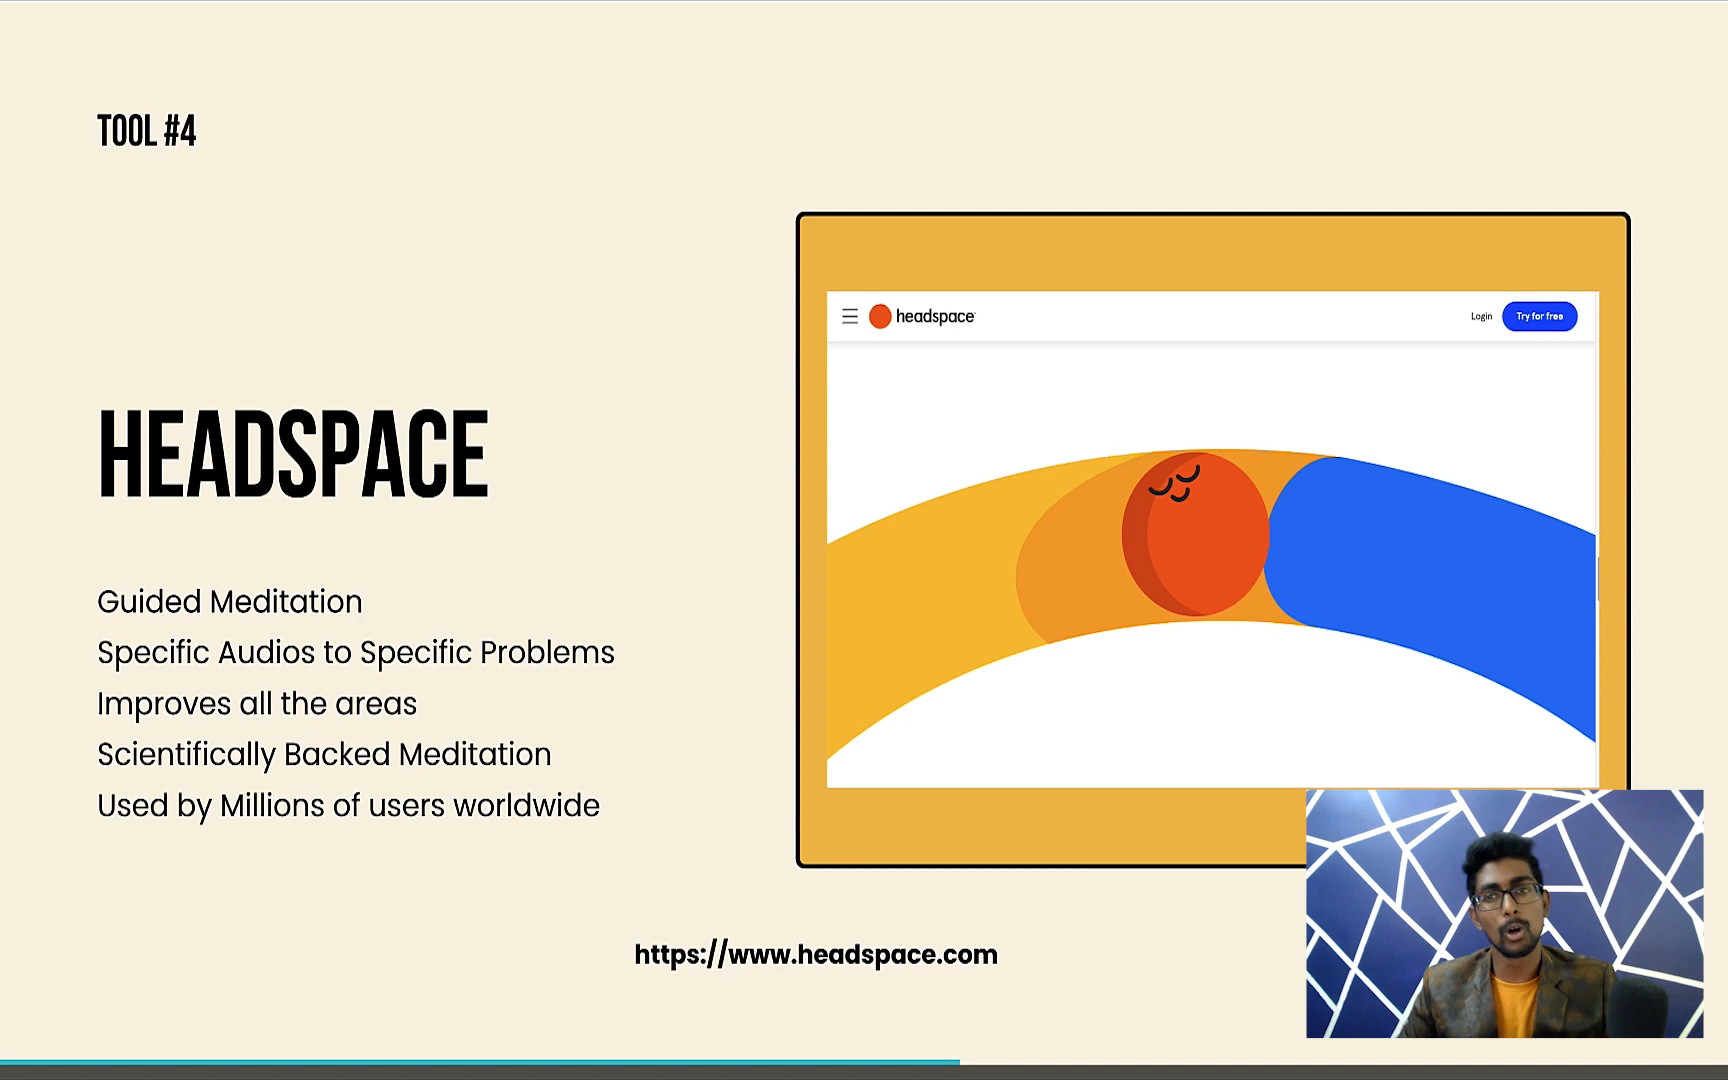 TOOL #4
headspace
Login
Try for free
HEADSPACE
Guided Meditation
Specific Audios to Specific Problems
Improves all the areas
Scientifically Backed Meditation
Used by Millions of users worldwide
https://www.headspace.com